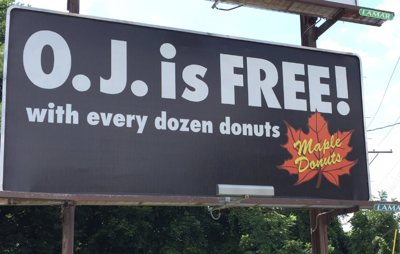 LAMAR
O.J. is FREE!
with every dozen donuts
Maple
Donuts
LAMAR